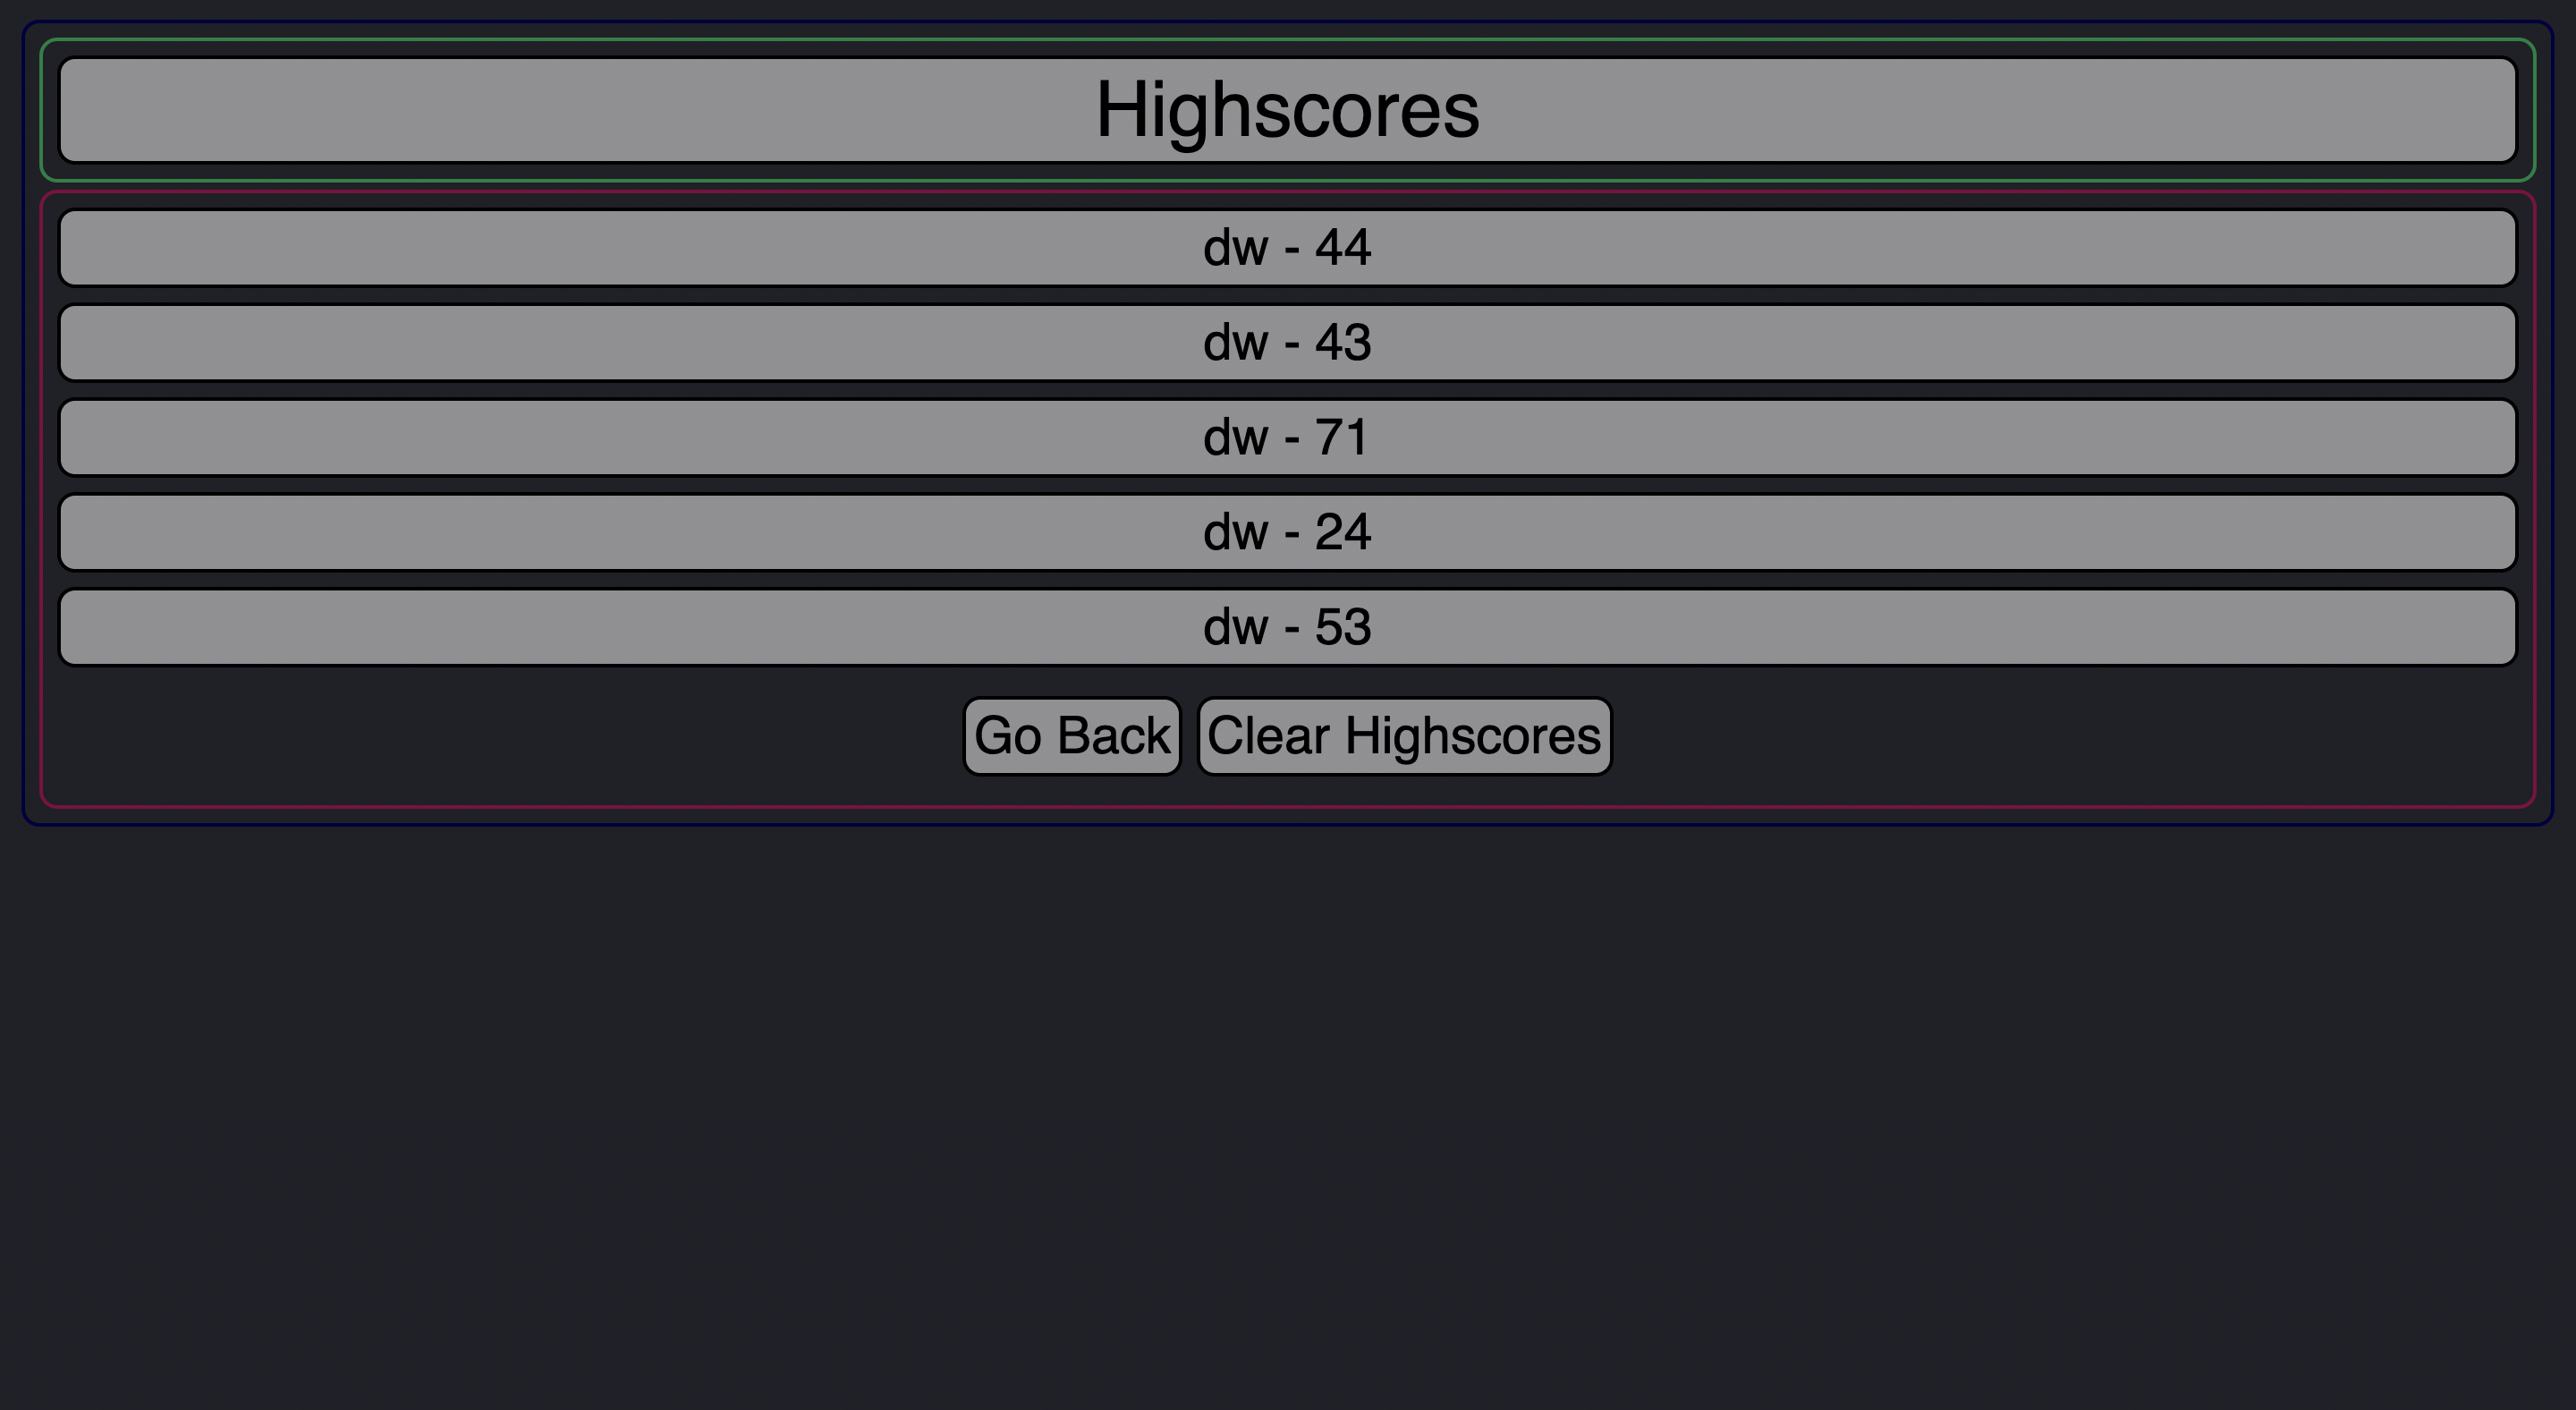 Highscores
dw - 44
dw - 43
dw - 71
dw - 24
dw - 53
Go Back
Clear Highscores